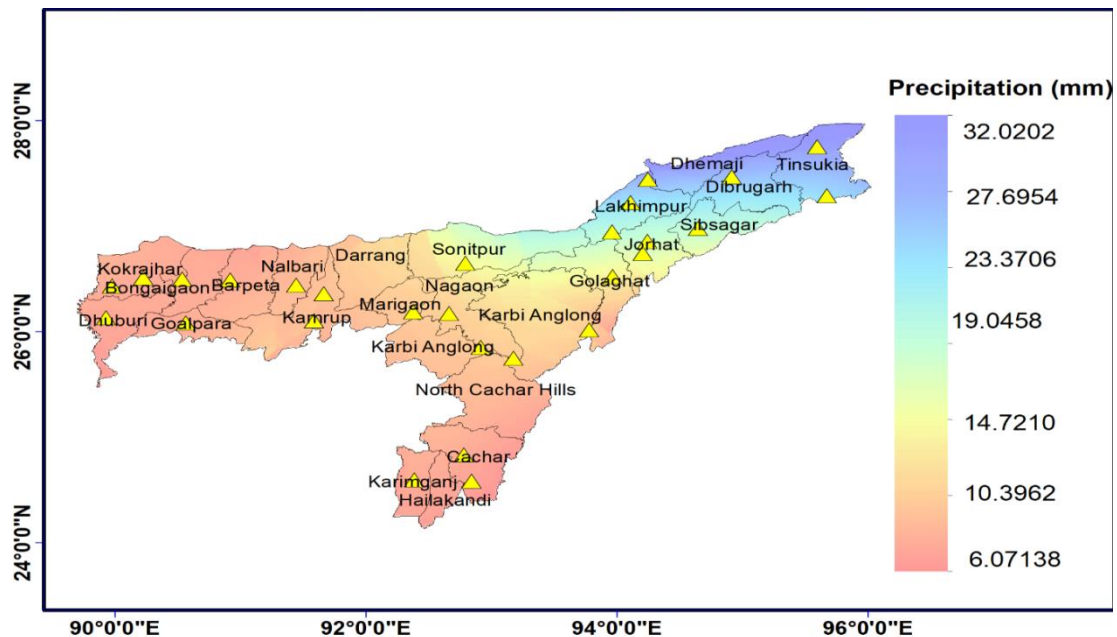 Precipitation (mm)
32.0202
27.6954
23.3706
19.0458
14.7210
10.3962
6.07138
28°0'0"N
26°0'0"N
24°0'0"N
Dhemaji
Tinsukia
Dibrugarh
Lakhimpur
Sibsagar
Jorhat
Sonitpur
Darrang
Nalbari
Kokrajhar
Bongaigaon
Barpeta
Nagaon
Golaghat
Marigaon
Karbi Anglong
Dhuburi
Goalpara
Kamrup
Karbi Anglong
North Cachar Hills
Cachar
Karimganj
Hailakandi
90°0'0"E
92°0'0"E
94°0'0"E
96°0'0"E